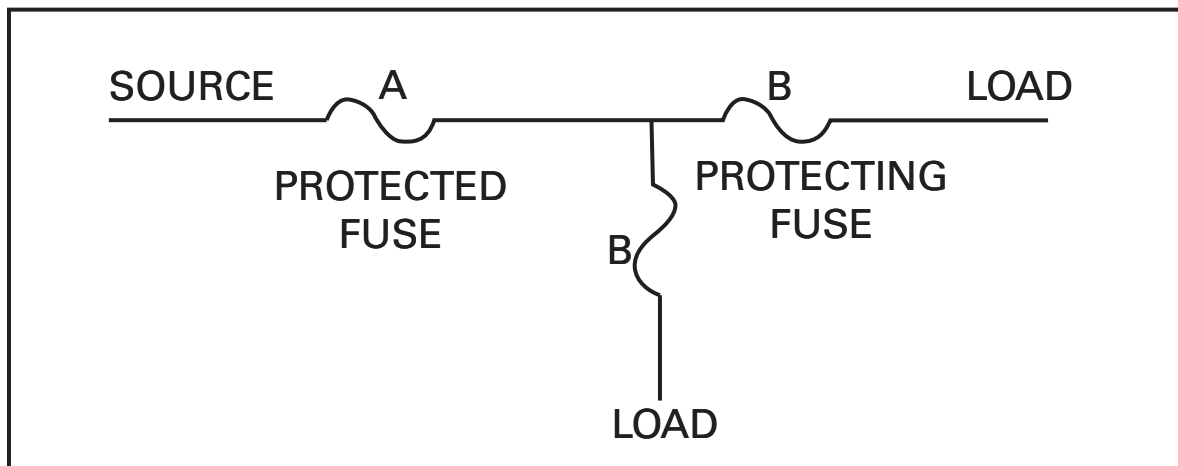 SOURCE
A
B
LOAD
PROTECTED
FUSE
PROTECTING
FUSE
B
LOAD